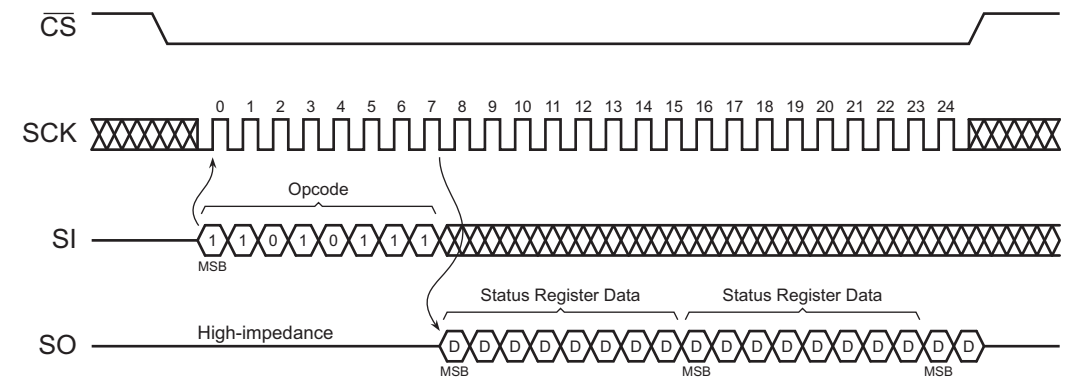 CS
0 1 2 3 4 5 6 7 8 9 10 11 12 13 14 15 16 17 18 19 20 21 22 23 24
SCK
Opcode
SI 1 1 0 1 0 1 1 1
MSB
Status Register Data Status Register Data
High-impedance
SO D D D D D D D D D D D D D D D D D D
MSB MSB MSB